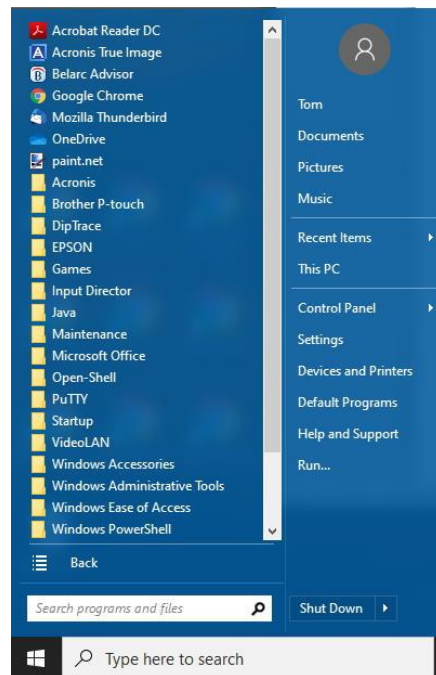 Acrobat Reader DC
Acronis True Image
Belarc Advisor
Google Chrome
Mozilla Thunderbird
OneDrive
paint.net
Acronis
Brother P-touch
DipTrace
EPSON
Games
Input Director
Java
Maintenance
Microsoft Office
Open-Shell
PuTTY
Startup
VideoLAN
Windows Accessories
Windows Administrative Tools
Windows Ease of Access
Windows PowerShell
Back
Search programs and files
Tom
Documents
Pictures
Music
Recent Items
This PC
Control Panel
Settings
Devices and Printers
Default Programs
Help and Support
Run...
Shut Down
Type here to search